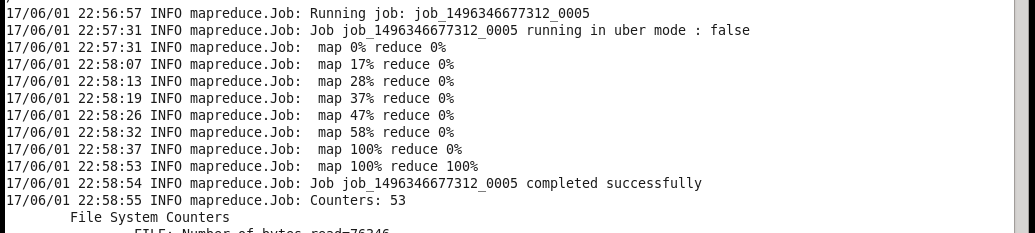 17/06/01 22:56:57 INFO mapreduce.Job: Running job: job_1496346677312_0005
17/06/01 22:57:31 INFO mapreduce.Job: Job job_1496346677312_0005 running in uber mode : false
17/06/01 22:57:31 INFO mapreduce.Job:  map 0% reduce 0%
17/06/01 22:58:07 INFO mapreduce.Job:  map 17% reduce 0%
17/06/01 22:58:13 INFO mapreduce.Job:  map 28% reduce 0%
17/06/01 22:58:19 INFO mapreduce.Job:  map 37% reduce 0%
17/06/01 22:58:26 INFO mapreduce.Job:  map 47% reduce 0%
17/06/01 22:58:32 INFO mapreduce.Job:  map 58% reduce 0%
17/06/01 22:58:37 INFO mapreduce.Job:  map 100% reduce 0%
17/06/01 22:58:53 INFO mapreduce.Job:  map 100% reduce 100%
17/06/01 22:58:54 INFO mapreduce.Job: Job job_1496346677312_0005 completed successfully
17/06/01 22:58:55 INFO mapreduce.Job: Counters: 53
File System Counters
FILE: Number of bytes